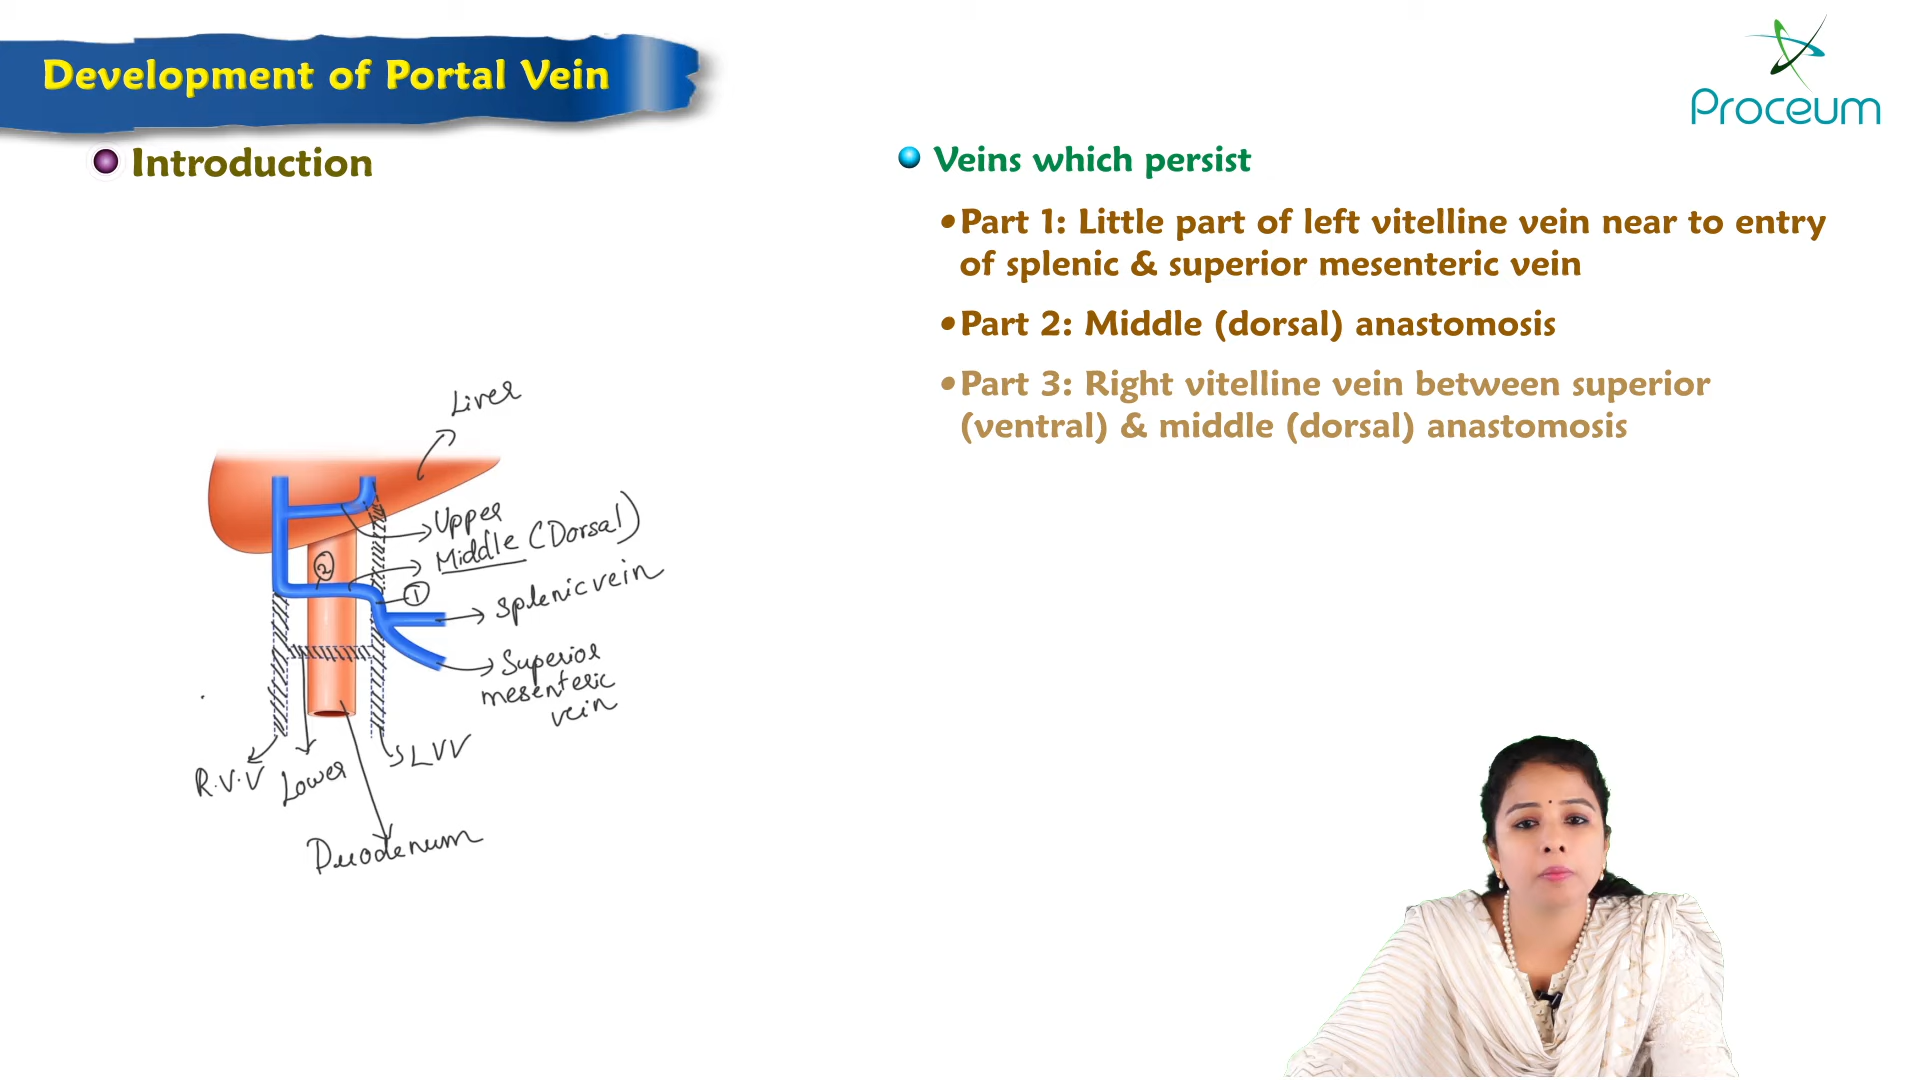 Development of Portal Vein
Proceum
Introduction
Veins which persist
•Part 1: Little part of left vitelline vein near to entry
of splenic & superior mesenteric vein
•Part 2: Middle (dorsal) anastomosis
•Part 3: Right vitelline vein between superior
(ventral) & middle (dorsal) anastomosis
Liver
Upper
Middle (Dorsal)
2
1
Splenic vein
Superior
mesenteric
vein
R.V.V
Lower
LVV
Duodenum